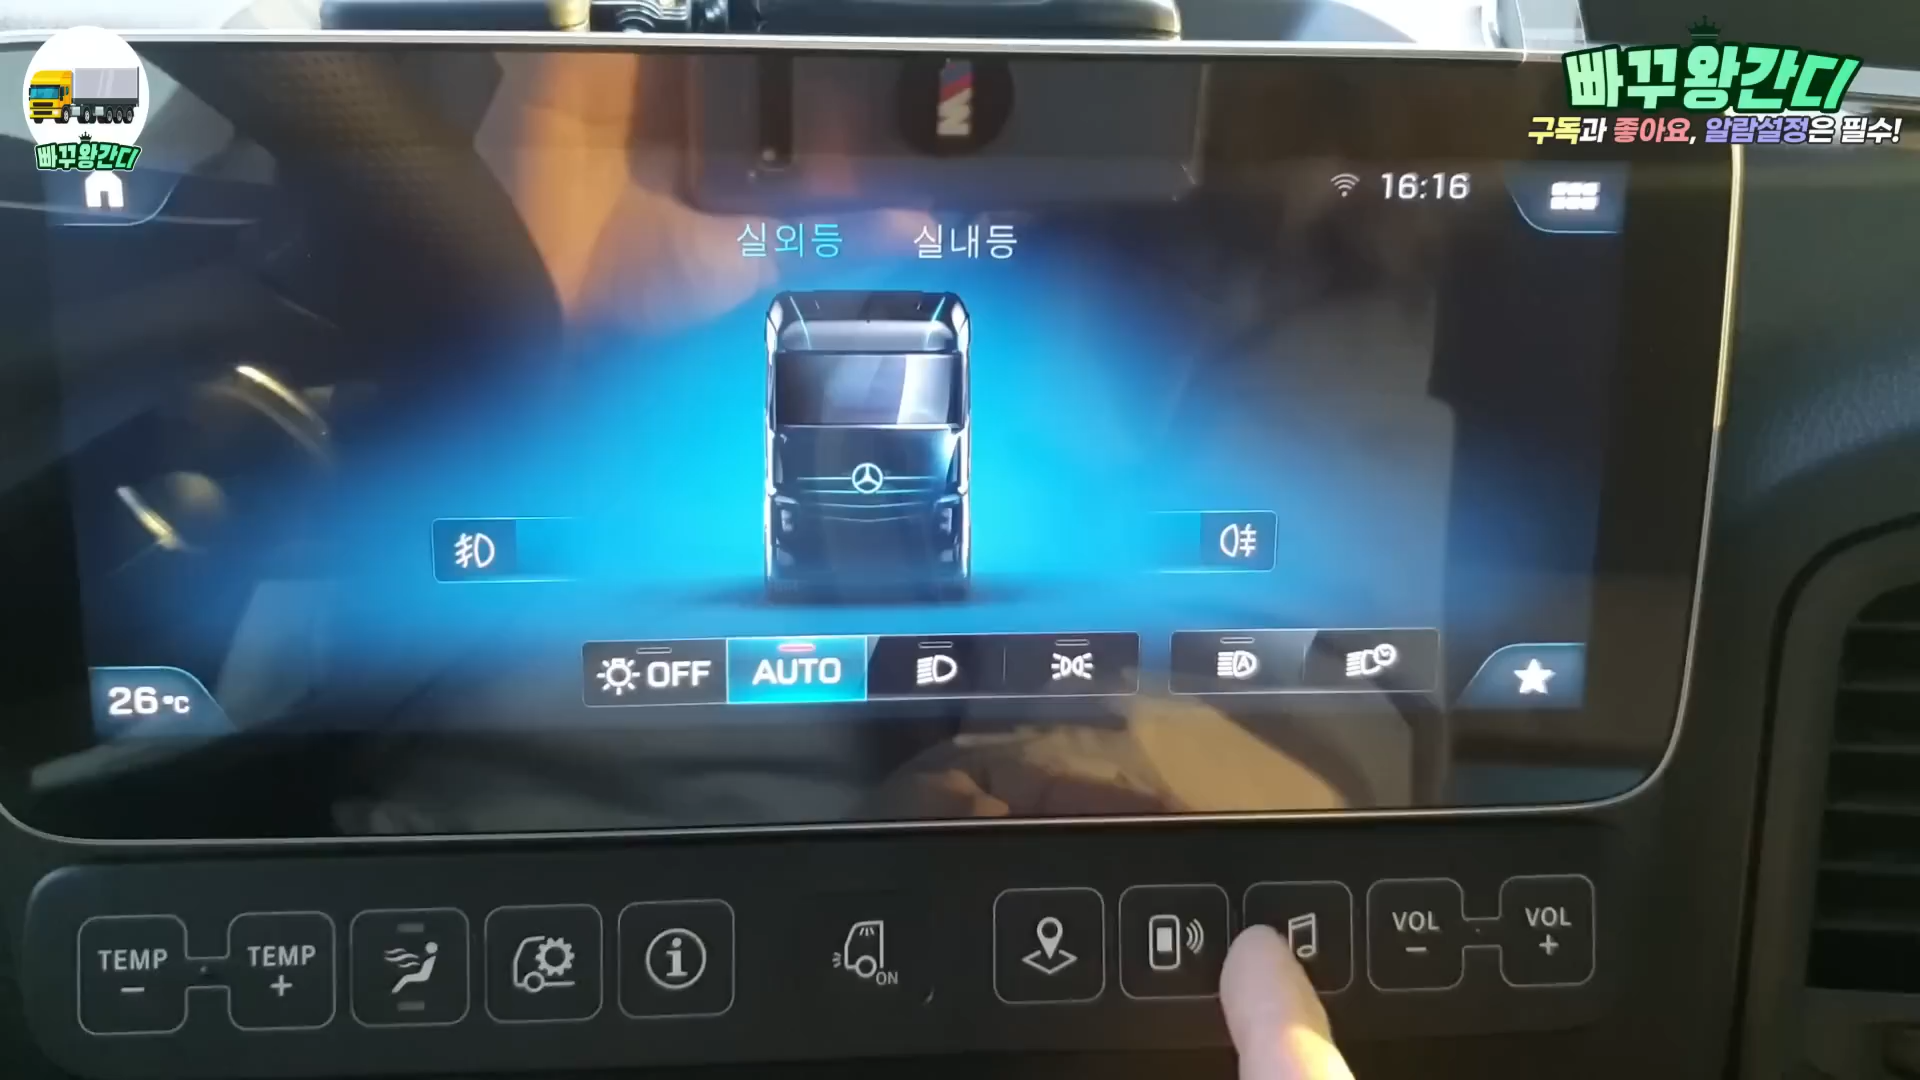 빠꾸왕간디
빠꾸왕간디
구독과 좋아요, 알람설정은 필수!
16:16
실외등 실내등
OFF AUTO
26°C
TEMP
−
TEMP
+
ON
VOL
−
VOL
+